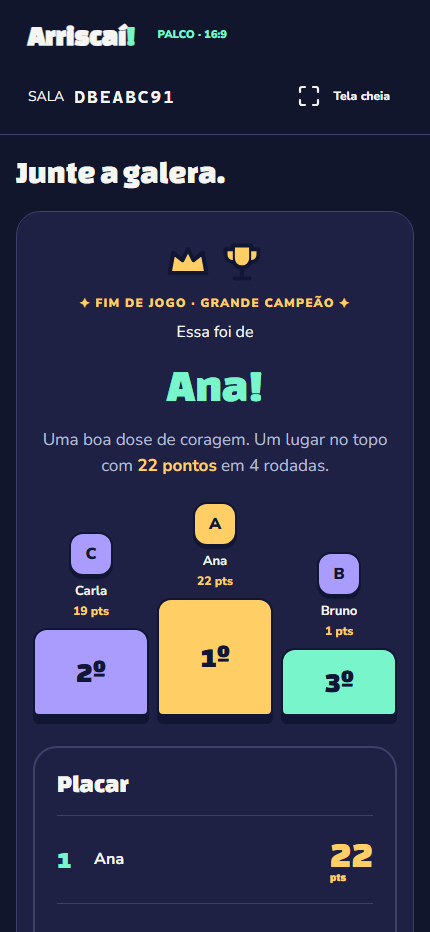 Arriscaí!
PALCO · 16:9
SALA DBEABC91
Tela cheia
Junte a galera.
✦ FIM DE JOGO · GRANDE CAMPEÃO ✦
Essa foi de
Ana!
Uma boa dose de coragem. Um lugar no topo
com 22 pontos em 4 rodadas.
A
Ana
22 pts
C
Carla
19 pts
B
Bruno
1 pts
2º
1º
3º
Placar
1 Ana 22
pts